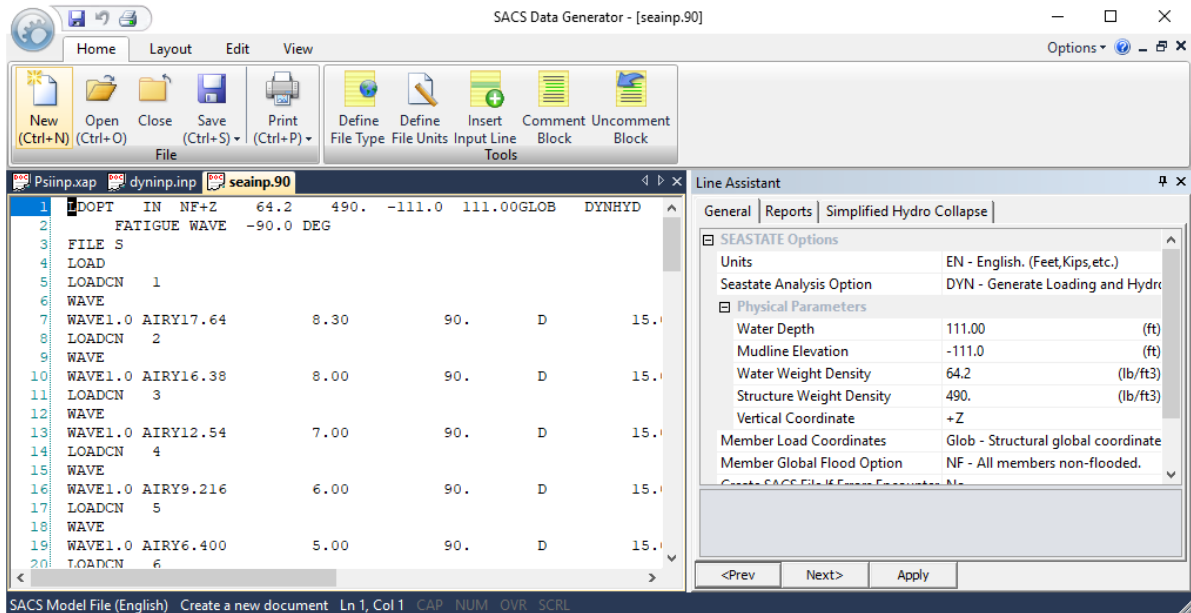 SACS Data Generator - [seainp.90]
Home Layout Edit View Options
New (Ctrl+N)
Open (Ctrl+O)
Close
Save (Ctrl+S)
Print (Ctrl+P)
File
Define File Type
Define File Units
Insert Input Line
Comment Block
Uncomment Block
Tools
Psiinp.xap dyninp.inp seainp.90
1 LDOPT IN NF+Z 64.2 490. -111.0 111.00GLOB DYNHYD
2 FATIGUE WAVE -90.0 DEG
3 FILE S
4 LOAD
5 LOADCN 1
6 WAVE
7 WAVE1.0 AIRY17.64 8.30 90. D 15.
8 LOADCN 2
9 WAVE
10 WAVE1.0 AIRY16.38 8.00 90. D 15.
11 LOADCN 3
12 WAVE
13 WAVE1.0 AIRY12.54 7.00 90. D 15.
14 LOADCN 4
15 WAVE
16 WAVE1.0 AIRY9.216 6.00 90. D 15.
17 LOADCN 5
18 WAVE
19 WAVE1.0 AIRY6.400 5.00 90. D 15.
20 LOADCN 6
Line Assistant
General Reports Simplified Hydro Collapse
SEASTATE Options
Units EN - English. (Feet,Kips,etc.)
Seastate Analysis Option DYN - Generate Loading and Hydro
Physical Parameters
Water Depth 111.00 (ft)
Mudline Elevation -111.0 (ft)
Water Weight Density 64.2 (lb/ft3)
Structure Weight Density 490. (lb/ft3)
Vertical Coordinate +Z
Member Load Coordinates Glob - Structural global coordinate
Member Global Flood Option NF - All members non-flooded.
Create SACS File If Errors Encounter No
<Prev Next> Apply
SACS Model File (English) Create a new document Ln 1, Col 1 CAP NUM OVR SCRL